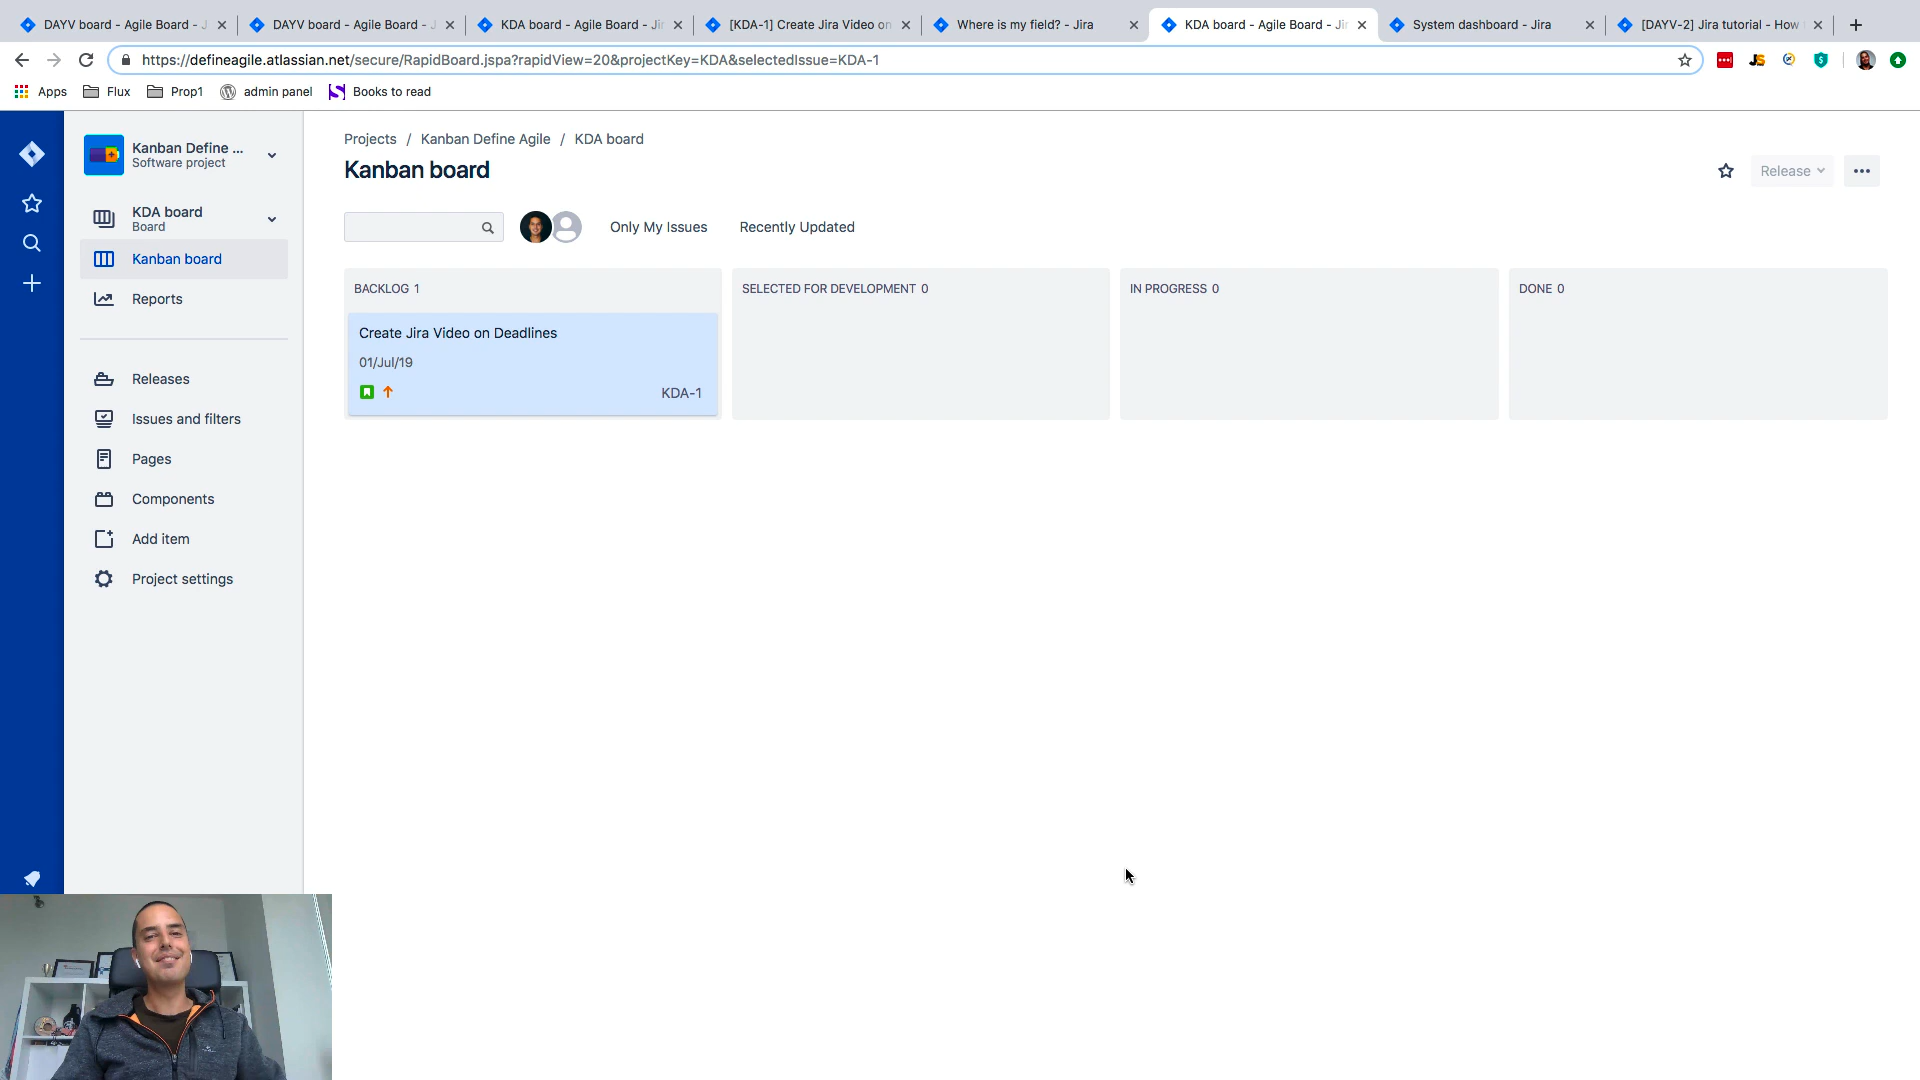 DAYV board - Agile Board - J
DAYV board - Agile Board - J
KDA board - Agile Board - Jir
[KDA-1] Create Jira Video on
Where is my field? - Jira
KDA board - Agile Board - Jir
System dashboard - Jira
[DAYV-2] Jira tutorial - How
https://defineagile.atlassian.net/secure/RapidBoard.jspa?rapidView=20&projectKey=KDA&selectedIssue=KDA-1
JS
Apps
Flux
Prop1
admin panel
Books to read
Kanban Define ...
Software project
Projects / Kanban Define Agile / KDA board
Kanban board
Release
KDA board
Board
Only My Issues
Recently Updated
Kanban board
Reports
BACKLOG 1
SELECTED FOR DEVELOPMENT 0
IN PROGRESS 0
DONE 0
Create Jira Video on Deadlines
01/Jul/19
KDA-1
Releases
Issues and filters
Pages
Components
Add item
Project settings